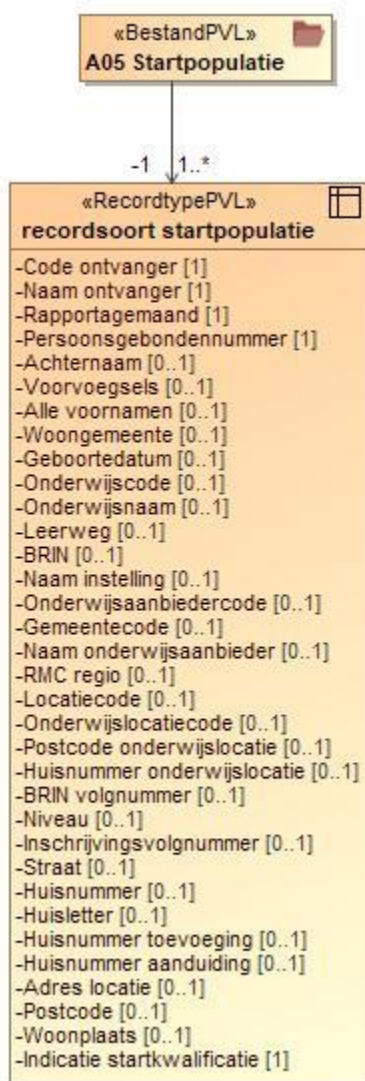 «BestandPVL»
A05 Startpopulatie
-1 1..*
«RecordtypePVL»
recordsoort startpopulatie
-Code ontvanger [1]
-Naam ontvanger [1]
-Rapportagemaand [1]
-Persoonsgebondennummer [1]
-Achternaam [0..1]
-Voorvoegsels [0..1]
-Alle voornamen [0..1]
-Woongemeente [0..1]
-Geboortedatum [0..1]
-Onderwijscode [0..1]
-Onderwijsnaam [0..1]
-Leerweg [0..1]
-BRIN [0..1]
-Naam instelling [0..1]
-Onderwijsaanbiedercode [0..1]
-Gemeentecode [0..1]
-Naam onderwijsaanbieder [0..1]
-RMC regio [0..1]
-Locatiecode [0..1]
-Onderwijslocatiecode [0..1]
-Postcode onderwijslocatie [0..1]
-Huisnummer onderwijslocatie [0..1]
-BRIN volgnummer [0..1]
-Niveau [0..1]
-Inschrijvingsvolgnummer [0..1]
-Straat [0..1]
-Huisnummer [0..1]
-Huisletter [0..1]
-Huisnummer toevoeging [0..1]
-Huisnummer aanduiding [0..1]
-Adres locatie [0..1]
-Postcode [0..1]
-Woonplaats [0..1]
-Indicatie startkwalificatie [1]